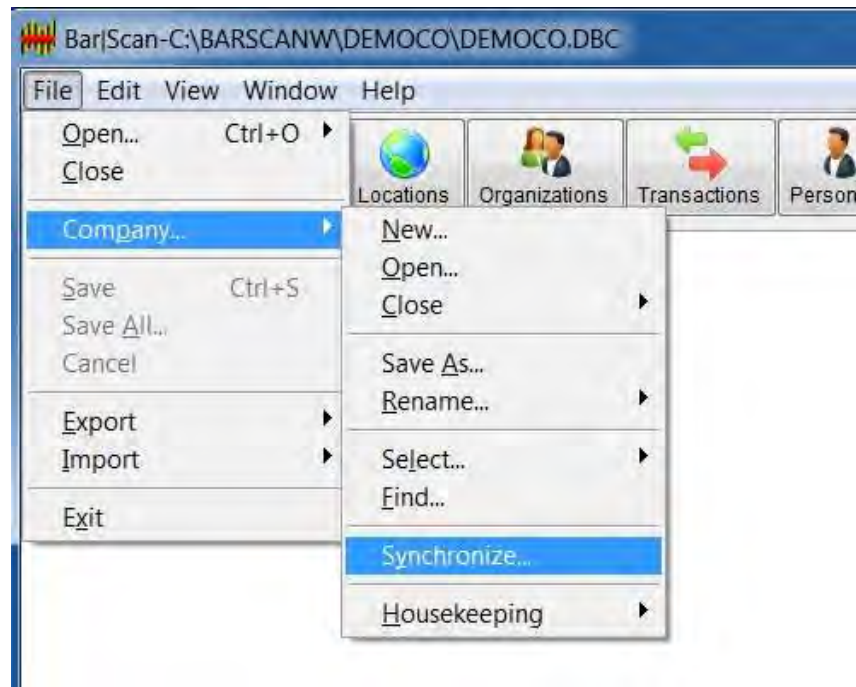 Bar|Scan-C:\BARSCANW\DEMOCO\DEMOCO.DBC
File Edit View Window Help
Open... Ctrl+O
Close
Locations Organizations Transactions Person
Company...
New...
Open...
Close
Save Ctrl+S
Save All...
Cancel
Save As...
Rename...
Export
Import
Select...
Find...
Exit
Synchronize...
Housekeeping